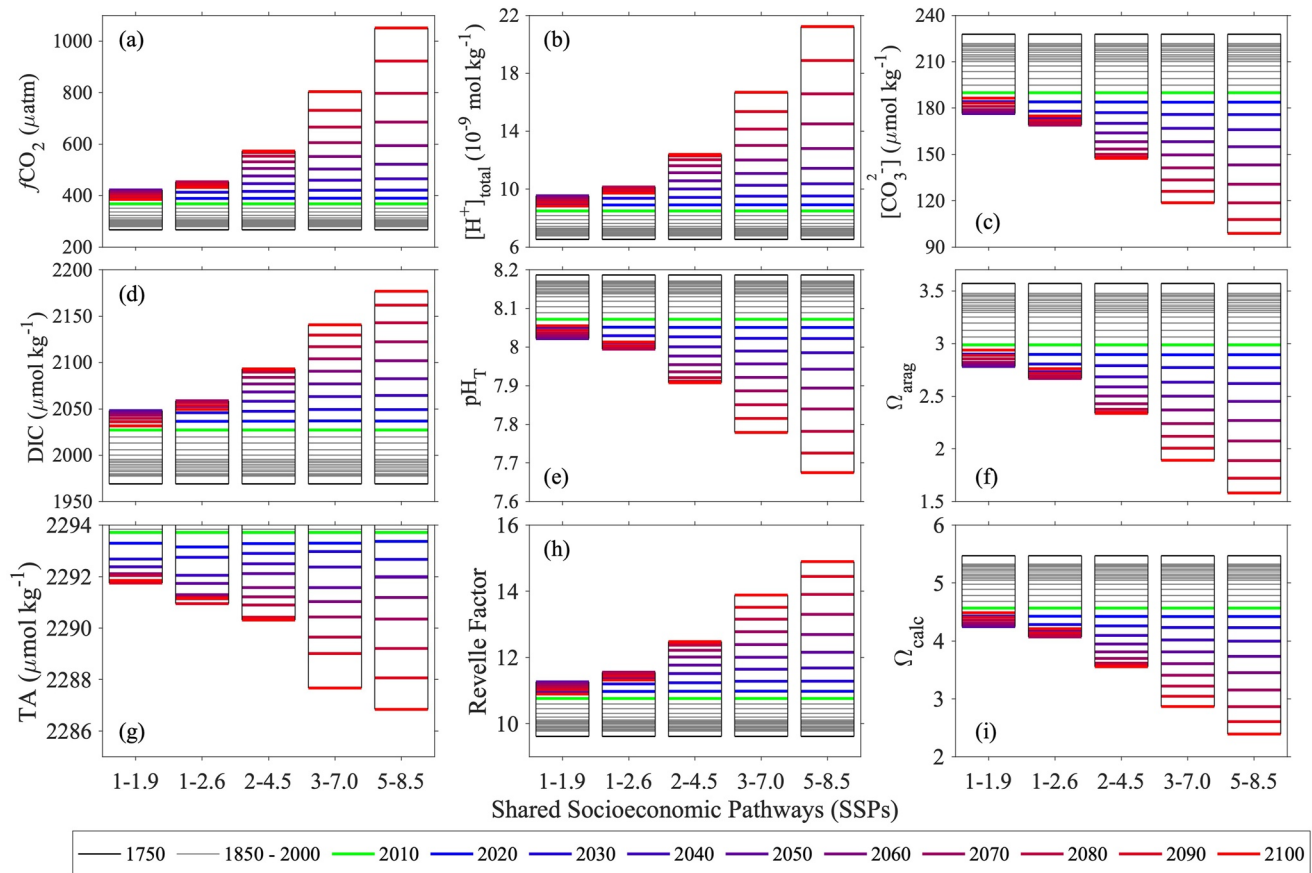 (a)
fCO2 (μatm)
1000
800
600
400
200
(b)
[H+]total (10-9 mol kg-1)
22
18
14
10
6
(c)
[CO32-] (μmol kg-1)
240
210
180
150
120
90
(d)
DIC (μmol kg-1)
2200
2150
2100
2050
2000
1950
(e)
pHT
8.2
8.1
8
7.9
7.8
7.7
7.6
(f)
Ωarag
3.5
3
2.5
2
1.5
(g)
TA (μmol kg-1)
2294
2292
2290
2288
2286
1-1.9 1-2.6 2-4.5 3-7.0 5-8.5
(h)
Revelle Factor
16
14
12
10
1-1.9 1-2.6 2-4.5 3-7.0 5-8.5
(i)
Ωcalc
6
5
4
3
2
1-1.9 1-2.6 2-4.5 3-7.0 5-8.5
Shared Socioeconomic Pathways (SSPs)
1750 1850 - 2000 2010 2020 2030 2040 2050 2060 2070 2080 2090 2100